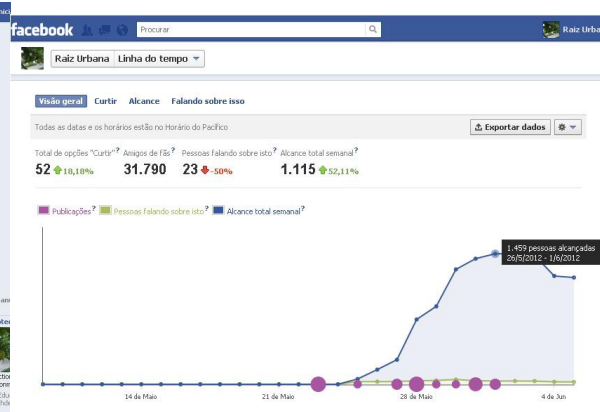 facebook
Procurar
Raiz Urba
Raiz Urbana Linha do tempo
Visão geral Curtir Alcance Falando sobre isso
Todas as datas e os horários estão no Horário do Pacífico
Exportar dados
Total de opções "Curtir"? Amigos de fãs? Pessoas falando sobre isto? Alcance total semanal?
52 18,18% 31.790 23 -50% 1.115 52,11%
Publicações? Pessoas falando sobre isto? Alcance total semanal?
1.459 pessoas alcançadas
26/5/2012 - 1/6/2012
14 de Maio 21 de Maio 28 de Maio 4 de Jun